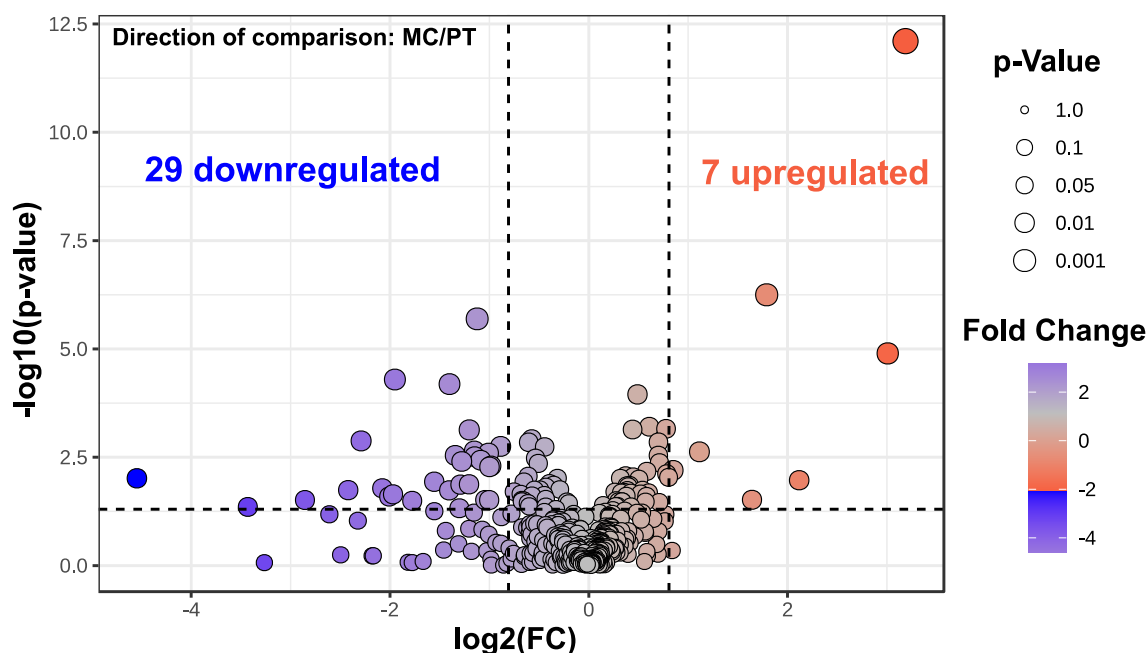 12.5
Direction of comparison: MC/PT
10.0
29 downregulated
7 upregulated
7.5
5.0
2.5
0.0
-log10(p-value)
-4
-2
0
2
log2(FC)
p-Value
1.0
0.1
0.05
0.01
0.001
Fold Change
2
0
-2
-4